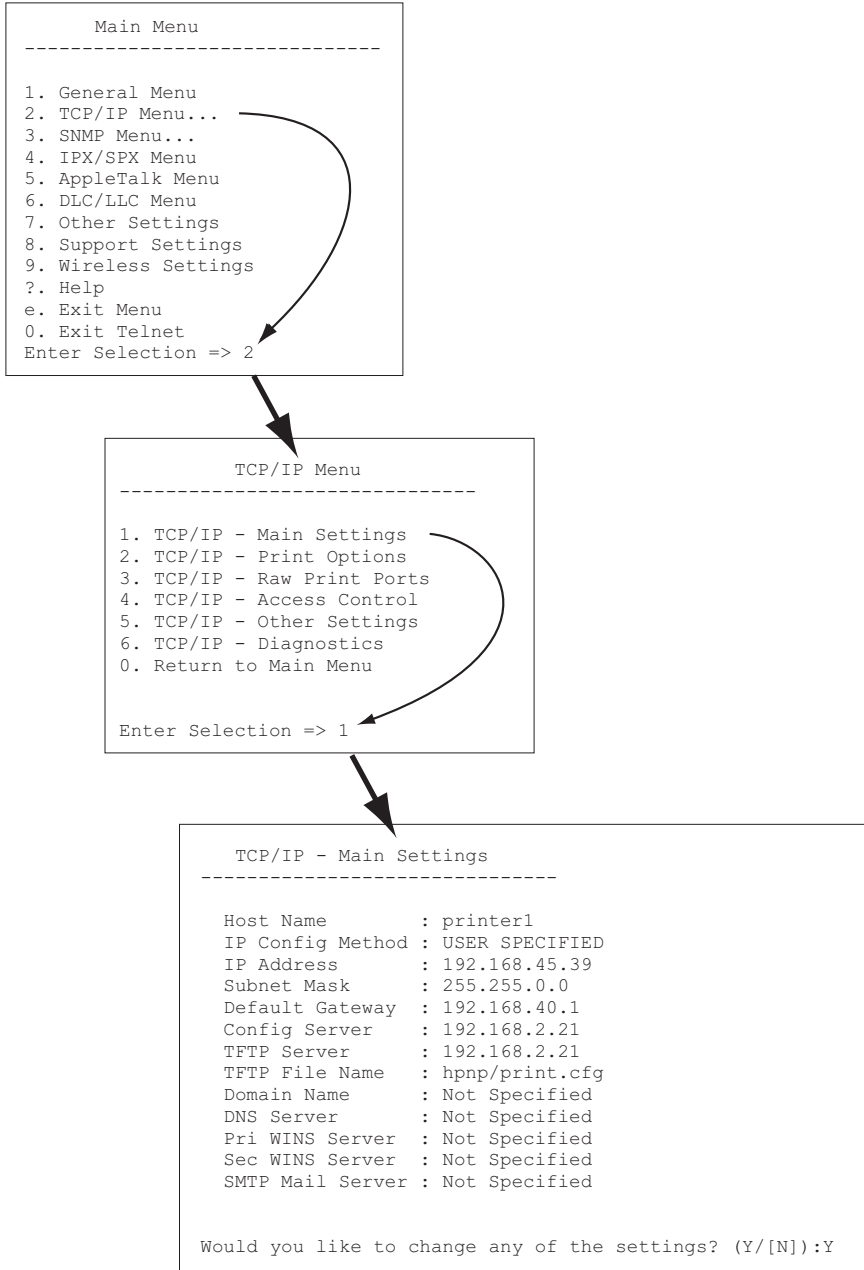 Main Menu
-------------------------------
1. General Menu
2. TCP/IP Menu...
3. SNMP Menu...
4. IPX/SPX Menu
5. AppleTalk Menu
6. DLC/LLC Menu
7. Other Settings
8. Support Settings
9. Wireless Settings
?. Help
e. Exit Menu
0. Exit Telnet
Enter Selection => 2
TCP/IP Menu
-------------------------------
1. TCP/IP - Main Settings
2. TCP/IP - Print Options
3. TCP/IP - Raw Print Ports
4. TCP/IP - Access Control
5. TCP/IP - Other Settings
6. TCP/IP - Diagnostics
0. Return to Main Menu
Enter Selection => 1
TCP/IP - Main Settings
-------------------------------
Host Name : printer1
IP Config Method : USER SPECIFIED
IP Address : 192.168.45.39
Subnet Mask : 255.255.0.0
Default Gateway : 192.168.40.1
Config Server : 192.168.2.21
TFTP Server : 192.168.2.21
TFTP File Name : hpnp/print.cfg
Domain Name : Not Specified
DNS Server : Not Specified
Pri WINS Server : Not Specified
Sec WINS Server : Not Specified
SMTP Mail Server : Not Specified
Would you like to change any of the settings? (Y/[N]):Y